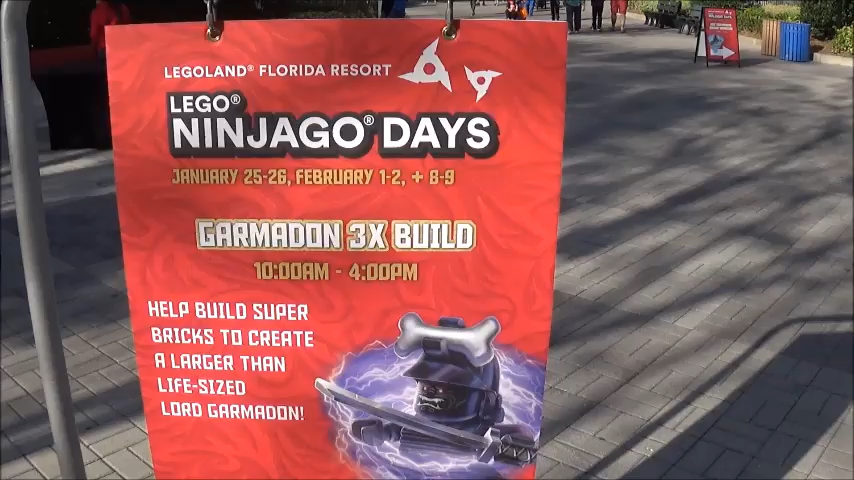 LEGOLAND® FLORIDA RESORT
LEGO®
NINJAGO® DAYS
JANUARY 25-26, FEBRUARY 1-2, + 8-9
GARMADON 3X BUILD
10:00AM - 4:00PM
HELP BUILD SUPER
BRICKS TO CREATE
A LARGER THAN
LIFE-SIZED
LORD GARMADON!